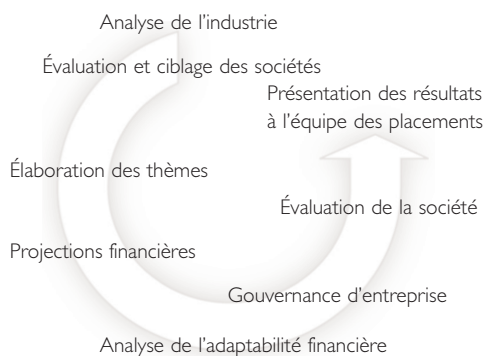 Analyse de l'industrie
Évaluation et ciblage des sociétés
Présentation des résultats
à l'équipe des placements
Élaboration des thèmes
Évaluation de la société
Projections financières
Gouvernance d'entreprise
Analyse de l'adaptabilité financière